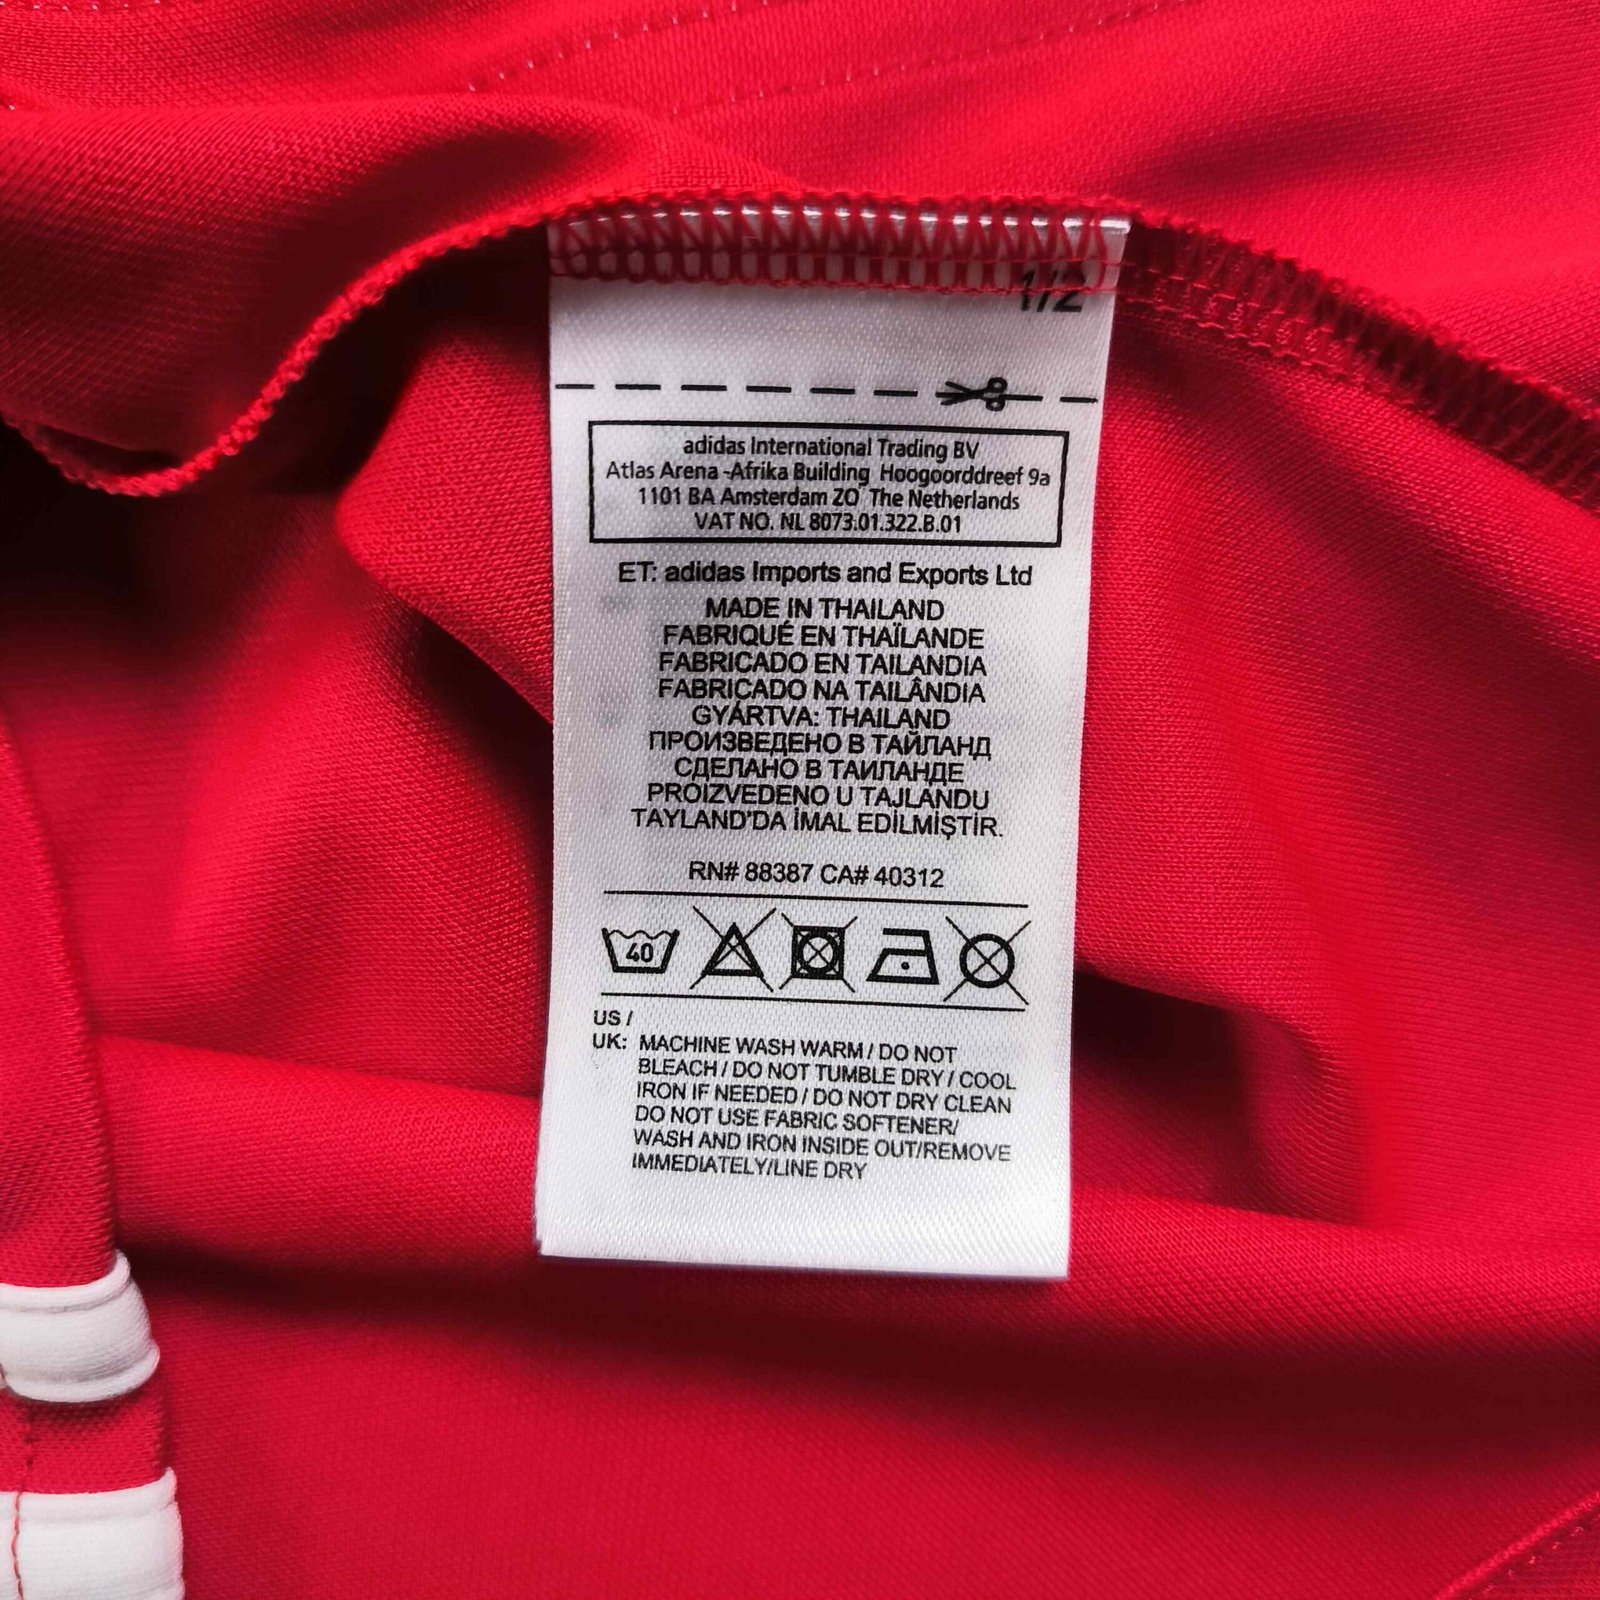 1/2
adidas International Trading BV
Atlas Arena -Afrika Building Hoogoorddreef 9a
1101 BA Amsterdam ZO The Netherlands
VAT NO. NL 8073.01.322.B.01
ET: adidas Imports and Exports Ltd
MADE IN THAILAND
FABRIQUÉ EN THAÏLANDE
FABRICADO EN TAILANDIA
FABRICADO NA TAILÂNDIA
GYÁRTVA: THAILAND
ПРОИЗВЕДЕНО В ТАЙЛАНД
СДЕЛАНО В ТАИЛАНДЕ
PROIZVEDENO U TAJLANDU
TAYLAND'DA İMAL EDİLMİŞTİR.
RN# 88387 CA# 40312
40
US /
UK: MACHINE WASH WARM / DO NOT
BLEACH / DO NOT TUMBLE DRY / COOL
IRON IF NEEDED / DO NOT DRY CLEAN
DO NOT USE FABRIC SOFTENER/
WASH AND IRON INSIDE OUT/REMOVE
IMMEDIATELY/LINE DRY